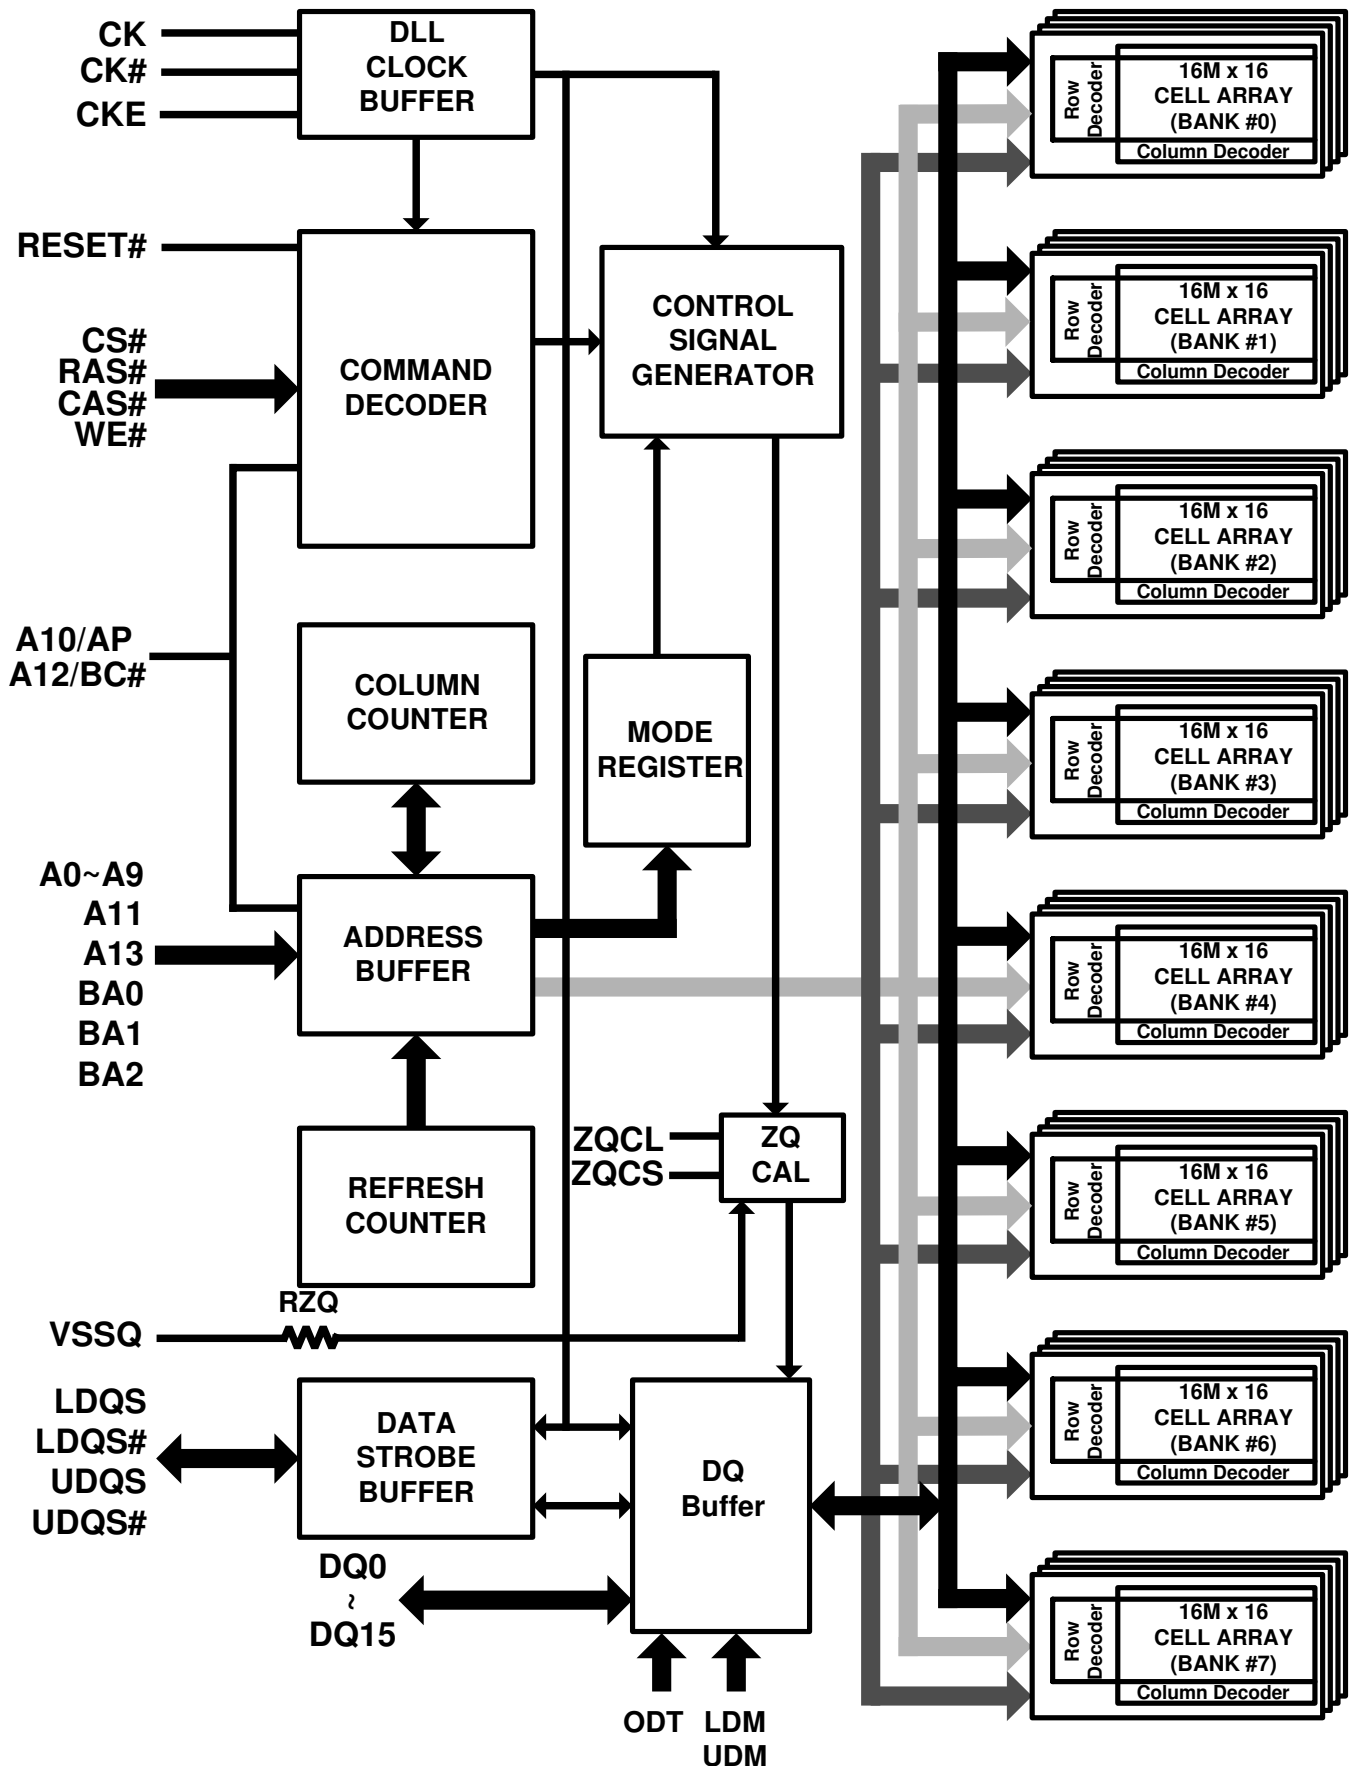 CK
CK#
CKE
DLL
CLOCK
BUFFER
RESET#
CS#
RAS#
CAS#
WE#
COMMAND
DECODER
CONTROL
SIGNAL
GENERATOR
A10/AP
A12/BC#
COLUMN
COUNTER
MODE
REGISTER
A0~A9
A11
A13
BA0
BA1
BA2
ADDRESS
BUFFER
REFRESH
COUNTER
ZQCL
ZQCS
ZQ
CAL
RZQ
VSSQ
LDQS
LDQS#
UDQS
UDQS#
DATA
STROBE
BUFFER
DQ
Buffer
DQ0
~
DQ15
ODT
LDM
UDM
Row
Decoder
16M x 16
CELL ARRAY
(BANK #0)
Column Decoder
Row
Decoder
16M x 16
CELL ARRAY
(BANK #1)
Column Decoder
Row
Decoder
16M x 16
CELL ARRAY
(BANK #2)
Column Decoder
Row
Decoder
16M x 16
CELL ARRAY
(BANK #3)
Column Decoder
Row
Decoder
16M x 16
CELL ARRAY
(BANK #4)
Column Decoder
Row
Decoder
16M x 16
CELL ARRAY
(BANK #5)
Column Decoder
Row
Decoder
16M x 16
CELL ARRAY
(BANK #6)
Column Decoder
Row
Decoder
16M x 16
CELL ARRAY
(BANK #7)
Column Decoder